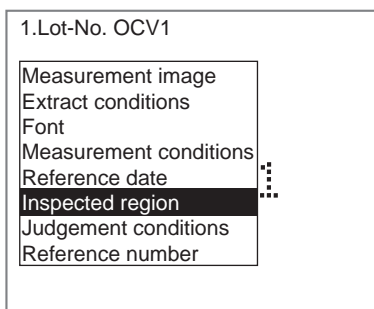 1.Lot-No. OCV1
Measurement image
Extract conditions
Font
Measurement conditions
Reference date
1
Inspected region
Judgement conditions
Reference number